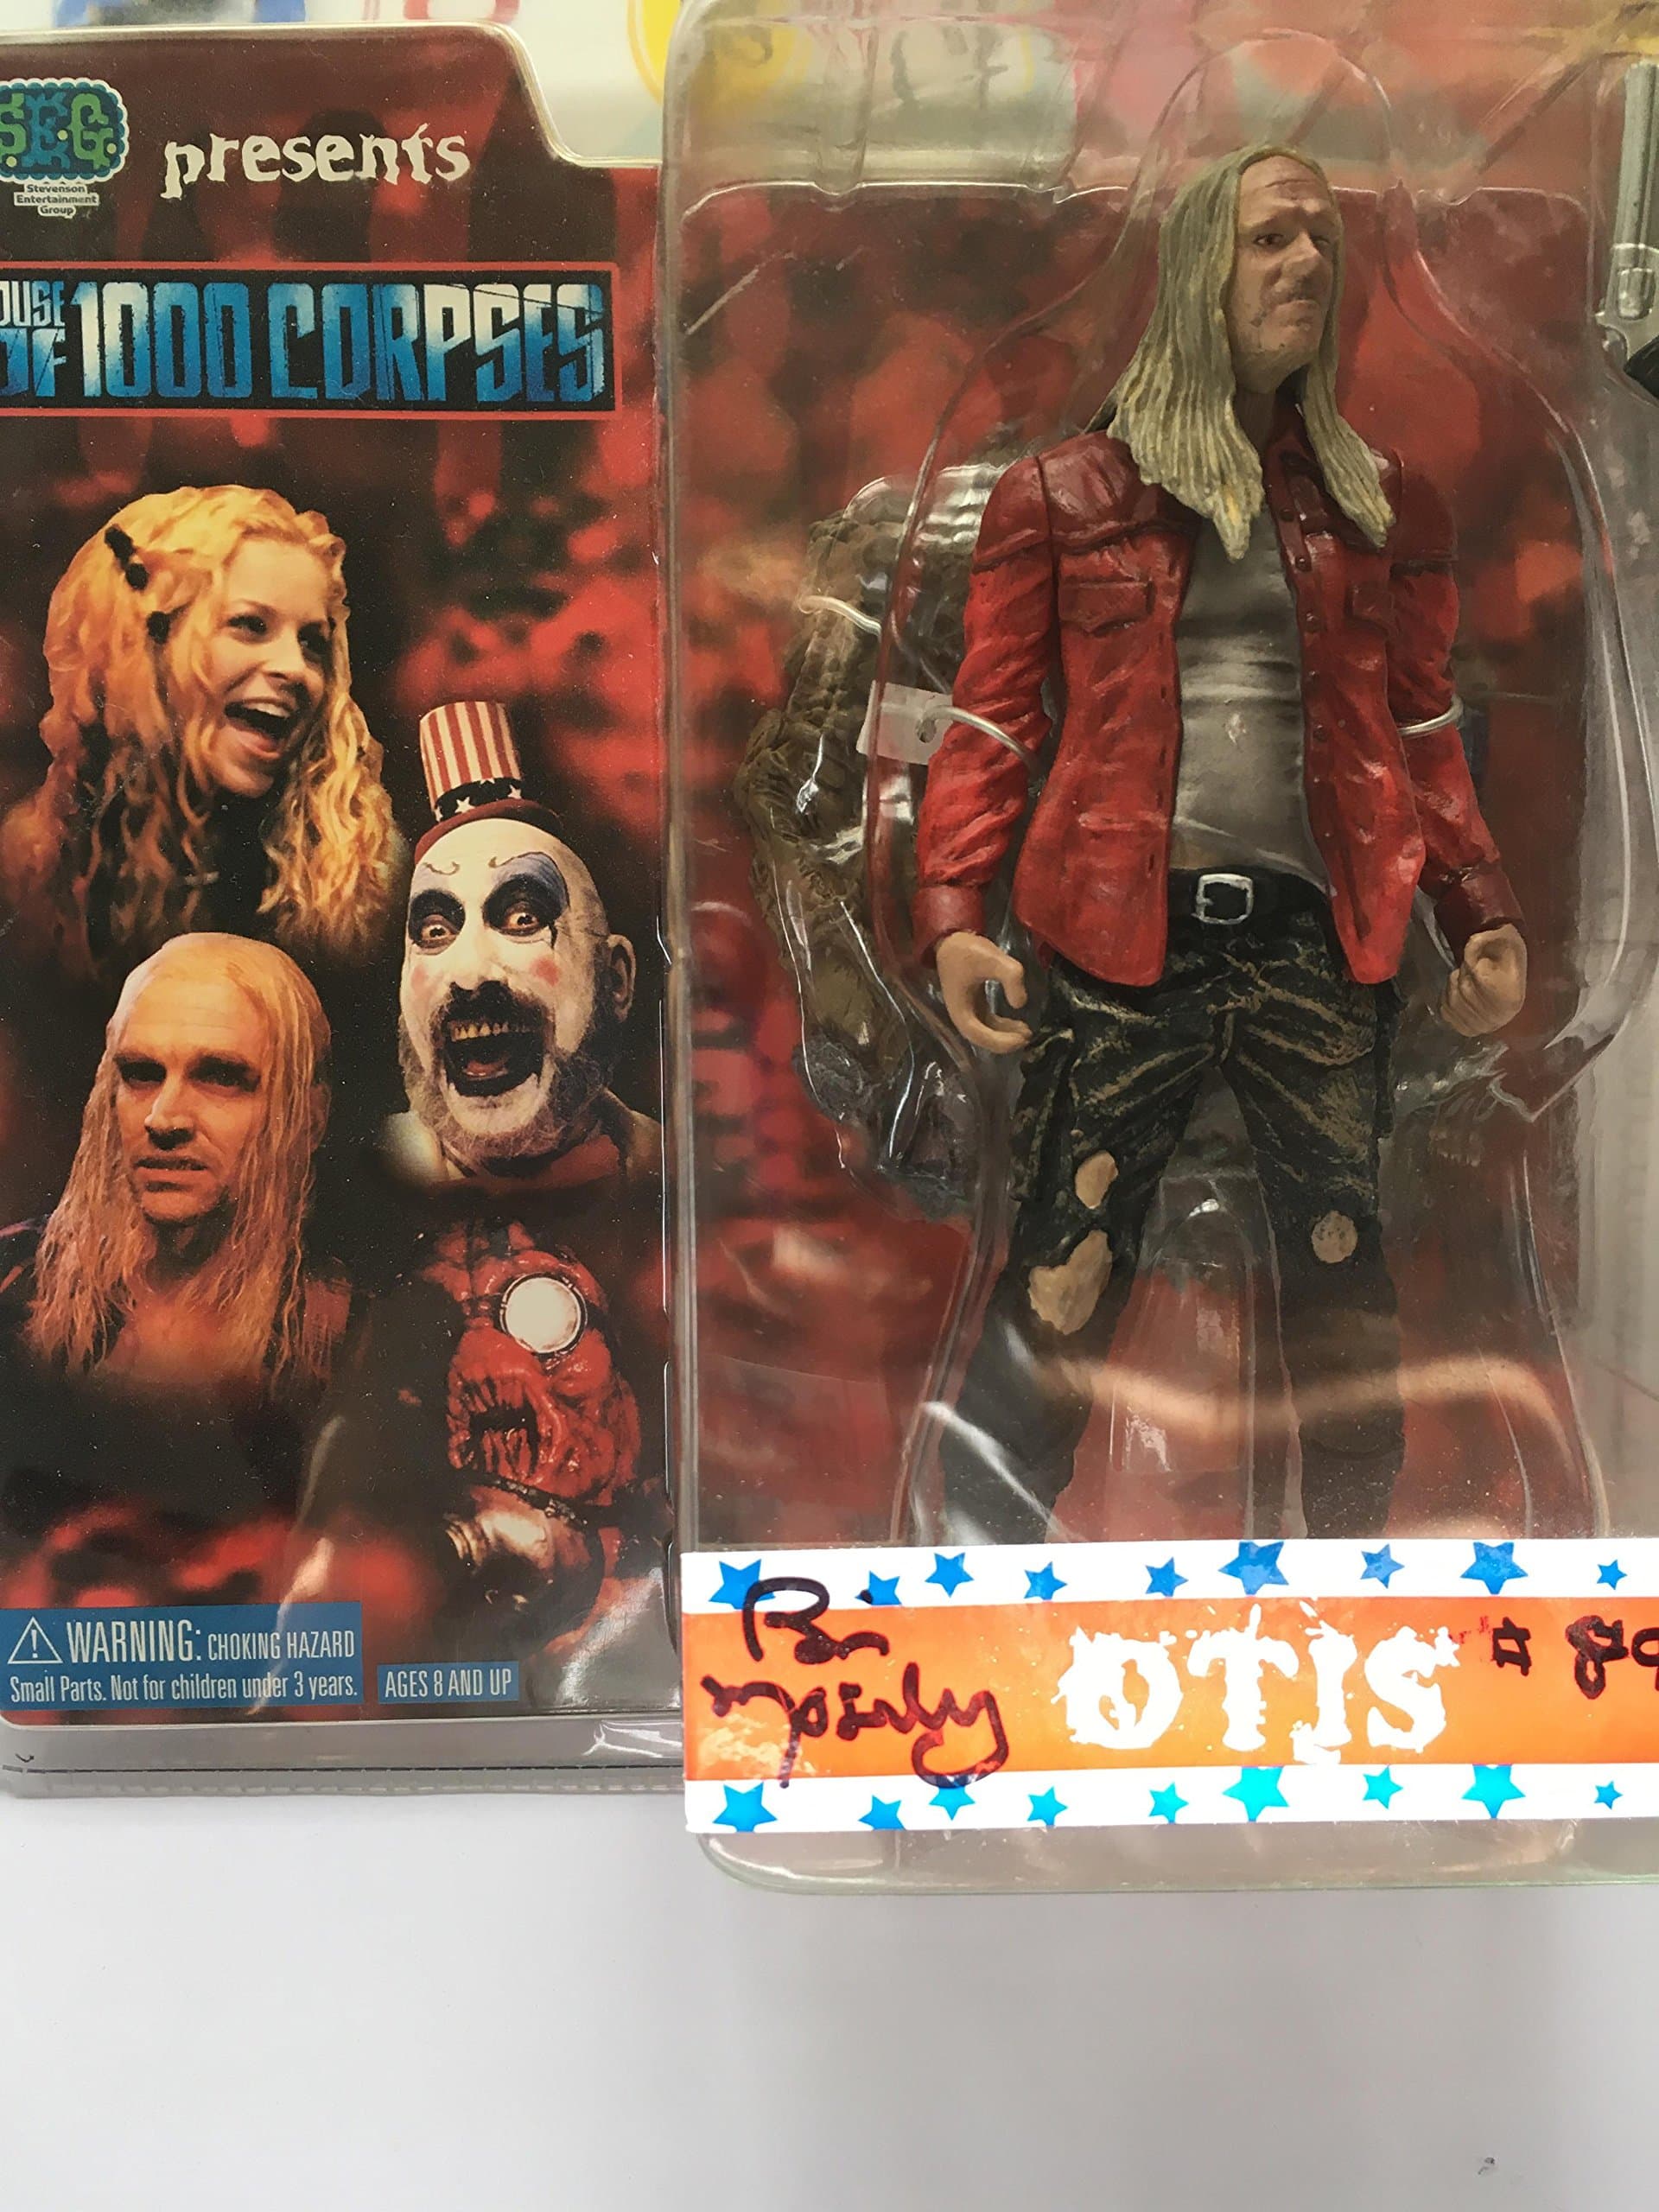 S.E.G.
Stevenson
Entertainment
Group
presents
OUSE
OF 1000 CORPSES
WARNING: CHOKING HAZARD
Small Parts. Not for children under 3 years.
AGES 8 AND UP
OTIS # 89